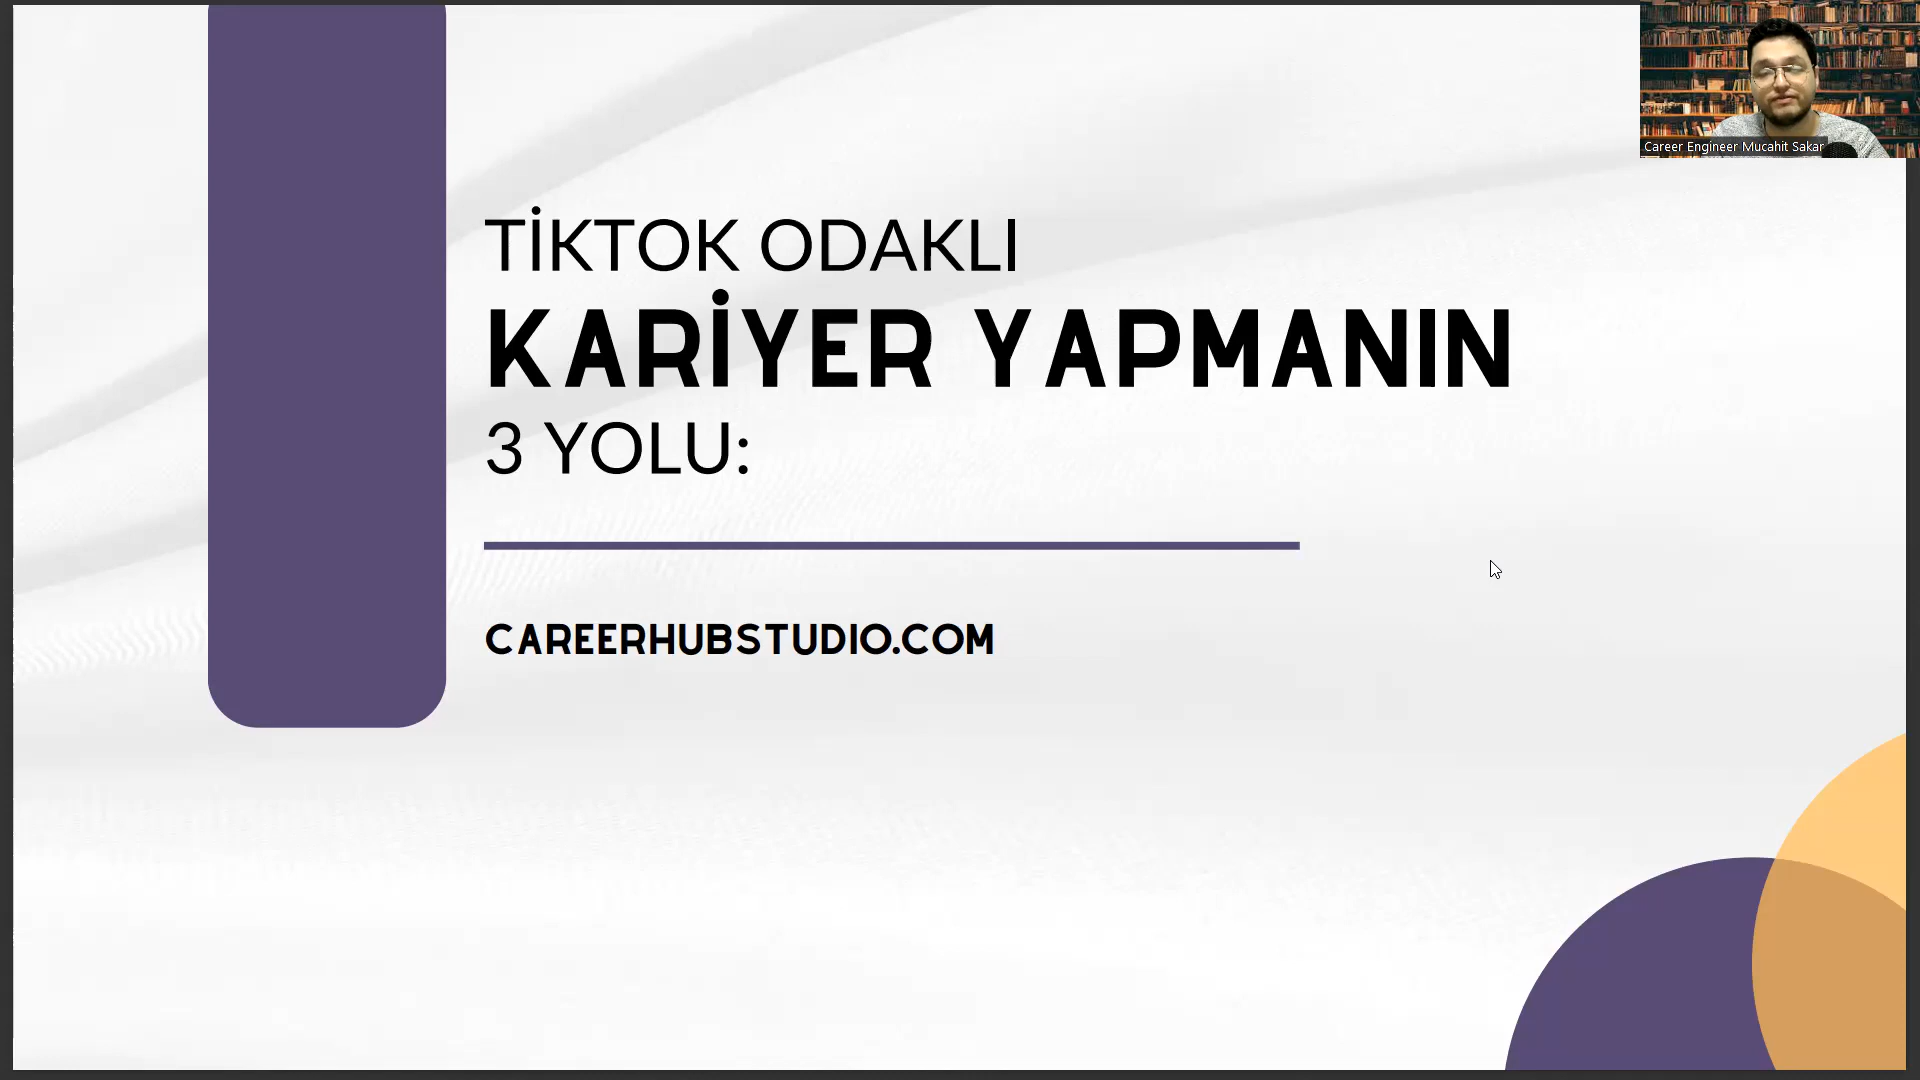 TİKTOK ODAKLI
KARİYER YAPMANIN
3 YOLU:
CAREERHUBSTUDIO.COM
Career Engineer Mucahit Sakar